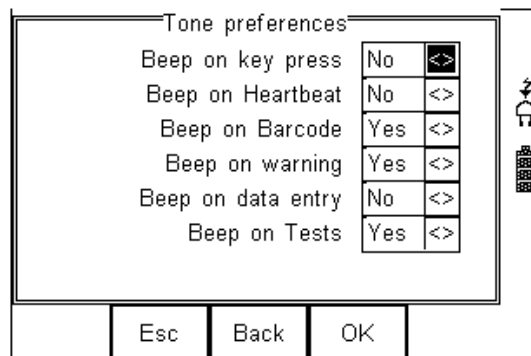 Tone preferences
Beep on key press No <>
Beep on Heartbeat No <>
Beep on Barcode Yes <>
Beep on warning Yes <>
Beep on data entry No <>
Beep on Tests Yes <>
Esc Back OK